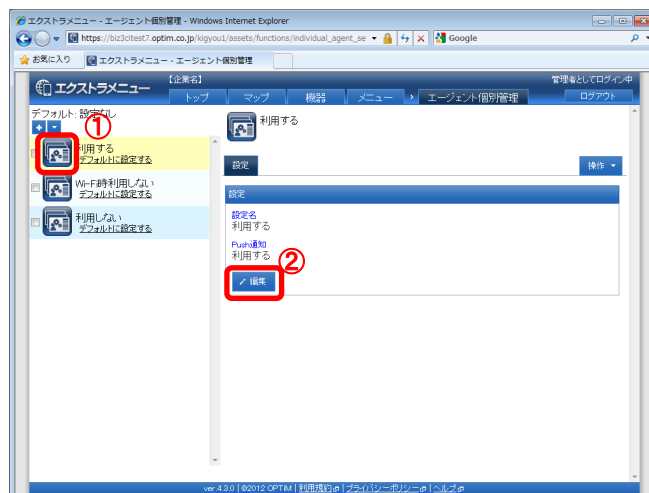 エクストラメニュー - エージェント個別管理 - Windows Internet Explorer
https://biz3citest7.optim.co.jp/kigyou1/assets/functions/individual_agent_se
Google
お気に入り
エクストラメニュー - エージェント個別管理
エクストラメニュー
【企業名】
管理者としてログイン中
トップ
マップ
機器
メニュー
エージェント個別管理
ログアウト
デフォルト: 設定なし
①
利用する
デフォルトに設定する
Wi-Fi時利用しない
デフォルトに設定する
利用しない
デフォルトに設定する
利用する
設定
操作
設定
設定名
利用する
Push通知
利用する
②
編集
ver.4.3.0 | ©2012 OPTiM | 利用規約 | プライバシーポリシー | ヘルプ